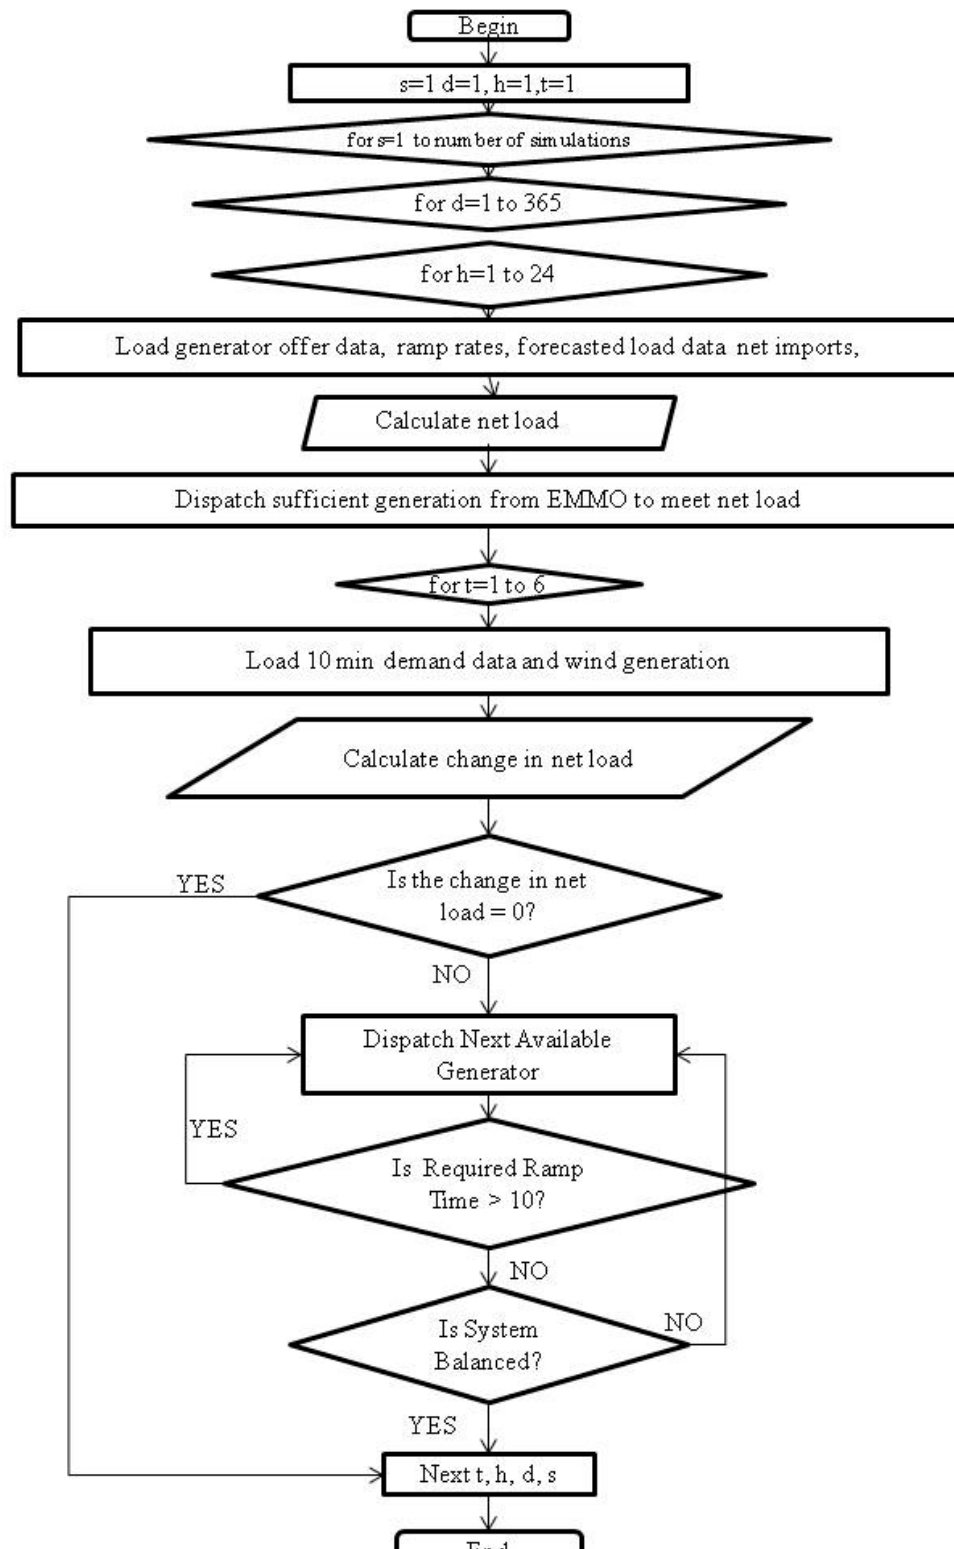 Begin
s=1 d=1, h=1,t=1
for s=1 to number of simulations
for d=1 to 365
for h=1 to 24
Load generator offer data, ramp rates, forecasted load data net imports,
Calculate net load
Dispatch sufficient generation from EMMO to meet net load
for t=1 to 6
Load 10 min demand data and wind generation
Calculate change in net load
Is the change in net
load = 0?
YES
NO
Dispatch Next Available
Generator
YES
Is Required Ramp
Time > 10?
NO
Is System
Balanced?
NO
YES
Next t, h, d, s
End